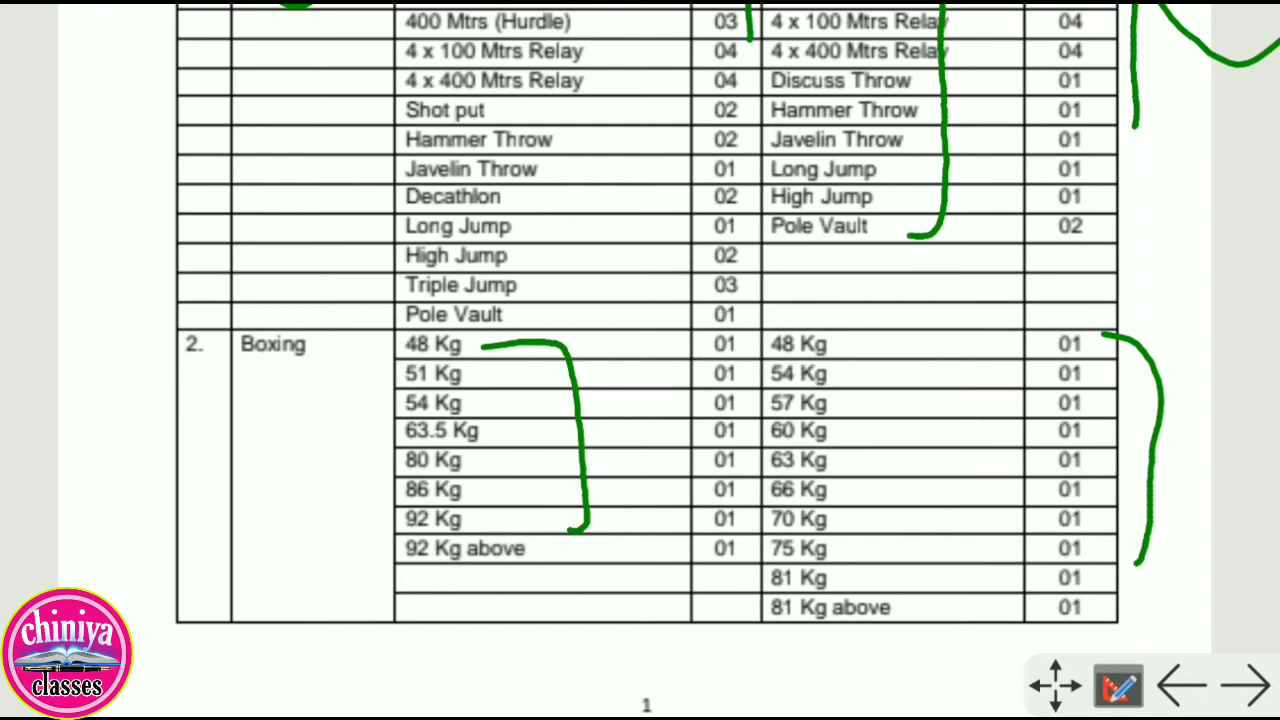 400 Mtrs (Hurdle) 03 4 x 100 Mtrs Relay 04
4 x 100 Mtrs Relay 04 4 x 400 Mtrs Relay 04
4 x 400 Mtrs Relay 04 Discuss Throw 01
Shot put 02 Hammer Throw 01
Hammer Throw 02 Javelin Throw 01
Javelin Throw 01 Long Jump 01
Decathlon 02 High Jump 01
Long Jump 01 Pole Vault 02
High Jump 02
Triple Jump 03
Pole Vault 01
2. Boxing 48 Kg 01 48 Kg 01
51 Kg 01 54 Kg 01
54 Kg 01 57 Kg 01
63.5 Kg 01 60 Kg 01
80 Kg 01 63 Kg 01
86 Kg 01 66 Kg 01
92 Kg 01 70 Kg 01
92 Kg above 01 75 Kg 01
81 Kg 01
81 Kg above 01
chiniya
classes
1